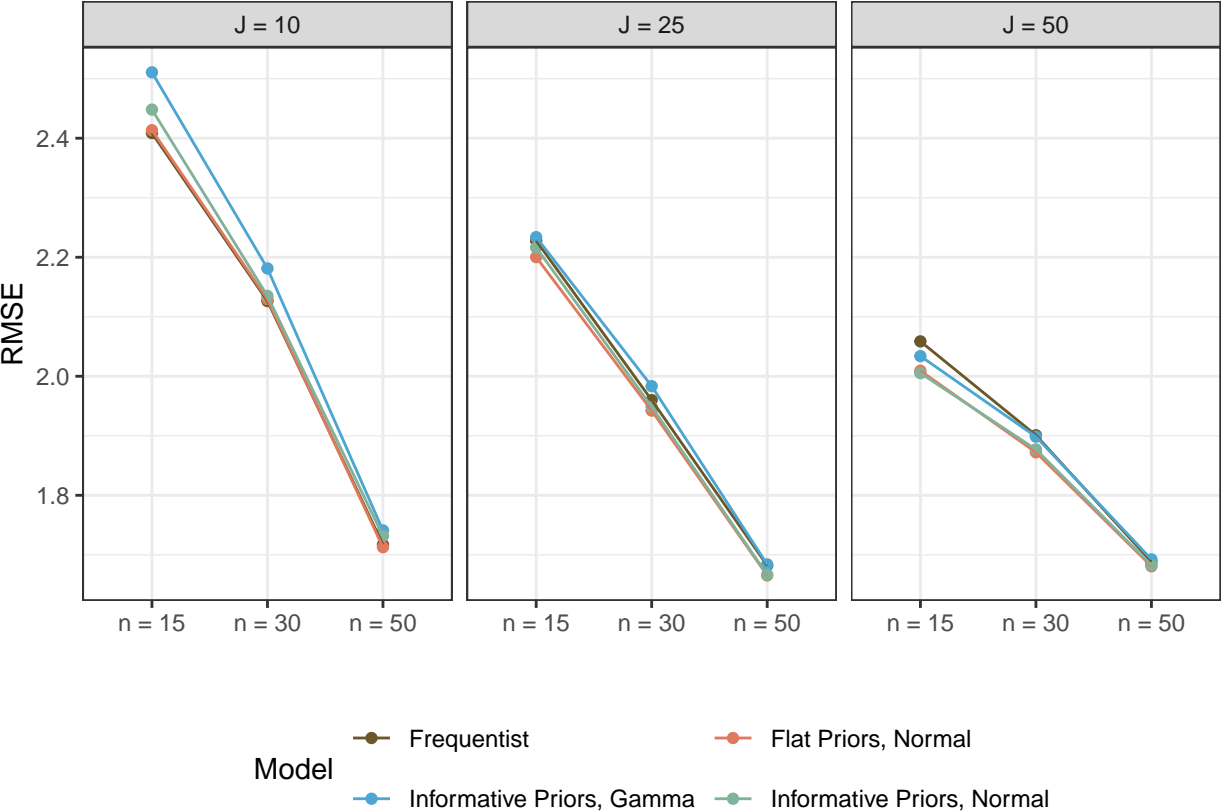 J = 10 J = 25 J = 50
RMSE
2.4
2.2
2.0
1.8
n = 15 n = 30 n = 50 n = 15 n = 30 n = 50 n = 15 n = 30 n = 50
Model
Frequentist Flat Priors, Normal
Informative Priors, Gamma Informative Priors, Normal